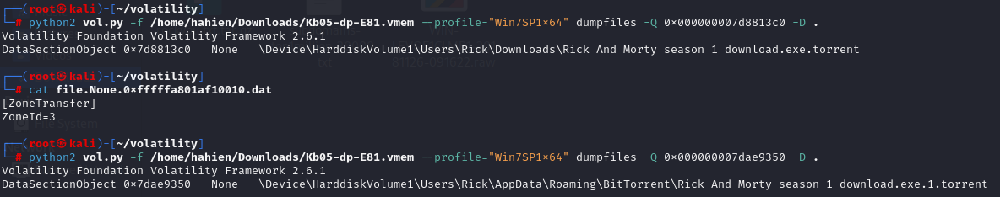 ┌──(root㉿kali)-[~/volatility]
└─# python2 vol.py -f /home/hahien/Downloads/Kb05-dp-E81.vmem --profile="Win7SP1×64" dumpfiles -Q 0×000000007d8813c0 -D .
Volatility Foundation Volatility Framework 2.6.1
DataSectionObject 0×7d8813c0   None   \Device\HarddiskVolume1\Users\Rick\Downloads\Rick And Morty season 1 download.exe.torrent
┌──(root㉿kali)-[~/volatility]
└─# cat file.None.0×fffffa801af10010.dat
[ZoneTransfer]
ZoneId=3
┌──(root㉿kali)-[~/volatility]
└─# python2 vol.py -f /home/hahien/Downloads/Kb05-dp-E81.vmem --profile="Win7SP1×64" dumpfiles -Q 0×000000007dae9350 -D .
Volatility Foundation Volatility Framework 2.6.1
DataSectionObject 0×7dae9350   None   \Device\HarddiskVolume1\Users\Rick\AppData\Roaming\BitTorrent\Rick And Morty season 1 download.exe.1.torrent